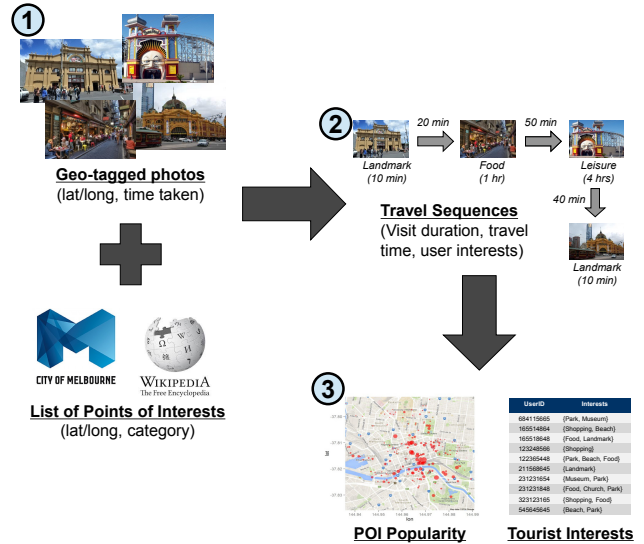 1
Geo-tagged photos
(lat/long, time taken)
CITY OF MELBOURNE
WIKIPEDIA
The Free Encyclopedia
List of Points of Interests
(lat/long, category)
2
20 min
50 min
Landmark
(10 min)
Food
(1 hr)
Leisure
(4 hrs)
40 min
Landmark
(10 min)
Travel Sequences
(Visit duration, travel
time, user interests)
3
lat
lon
POI Popularity
UserID Interests
684115665 {Park, Museum}
165514864 {Shopping, Beach}
165518648 {Food, Landmark}
123248566 {Shopping}
122365448 {Park, Beach, Food}
211568645 {Landmark}
231231654 {Museum, Park}
231231848 {Food, Church, Park}
323123165 {Shopping, Food}
545645645 {Beach, Park}
Tourist Interests